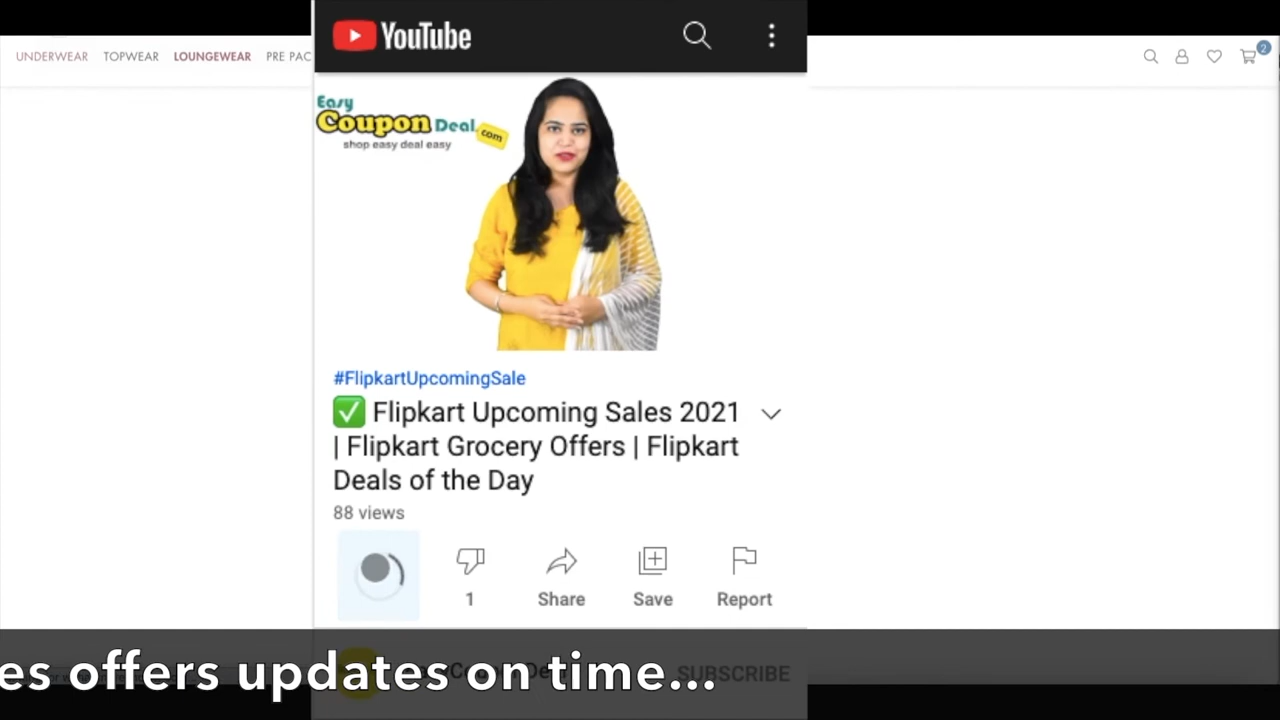 UNDERWEAR TOPWEAR LOUNGEWEAR PRE PAC
2
YouTube
Easy
Coupon Deal.com
shop easy deal easy
#FlipkartUpcomingSale
✅ Flipkart Upcoming Sales 2021
| Flipkart Grocery Offers | Flipkart
Deals of the Day
88 views
1 Share Save Report
SUBSCRIBE
es offers updates on time...